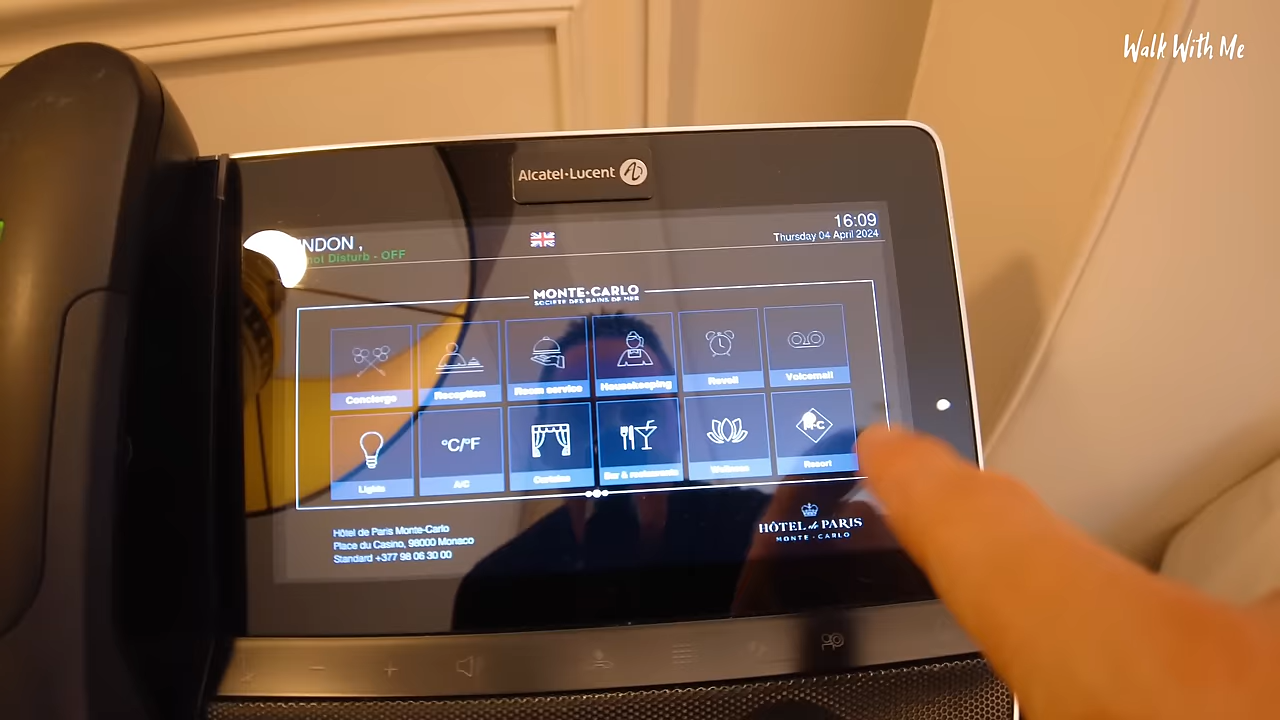 Walk With Me
Alcatel·Lucent
16:09
NDON ,
Thursday 04 April 2024
not Disturb - OFF
MONTE·CARLO
SOCIETE DES BAINS DE MER
Concierge
Reception
Room service
Housekeeping
Reveil
Voicemail
°C/°F
Lights
A/C
Curtains
Bar & restaurants
Wellness
Resort
Hôtel de Paris Monte-Carlo
Place du Casino, 98000 Monaco
Standard +377 98 06 30 00
HÔTEL de PARIS
MONTE-CARLO